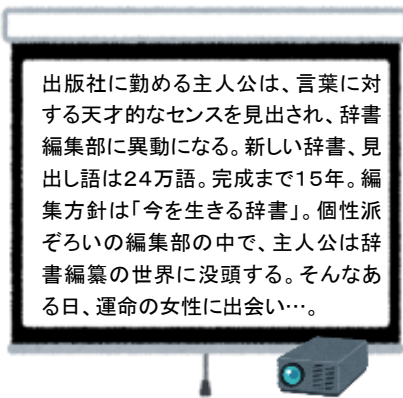 出版社に勤める主人公は、言葉に対
する天才的なセンスを見出され、辞書
編集部に異動になる。新しい辞書、見
出し語は24万語。完成まで15年。編
集方針は「今を生きる辞書」。個性派
ぞろいの編集部の中で、主人公は辞
書編纂の世界に没頭する。そんなあ
る日、運命の女性に出会い…。